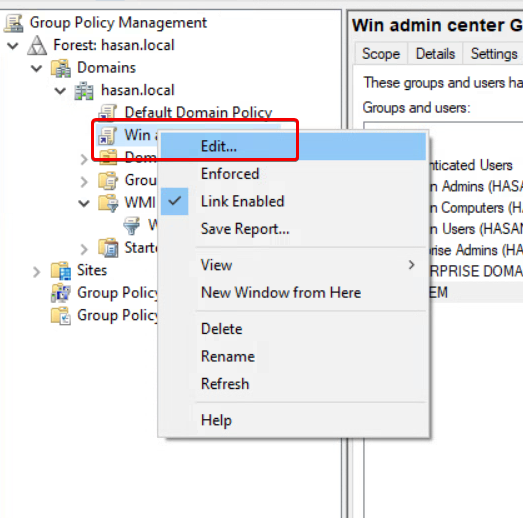 Group Policy Management
Forest: hasan.local
Domains
hasan.local
Default Domain Policy
Win a
Dom
Grou
WMI
W
Starte
Sites
Group Policy
Group Policy
Edit...
Enforced
Link Enabled
Save Report...
View
New Window from Here
Delete
Rename
Refresh
Help
Win admin center G
Scope Details Settings
These groups and users ha
Groups and users:
nticated Users
n Admins (HASA
n Computers (H
n Users (HASAN
rprise Admins (HA
ERPRISE DOMA
EM